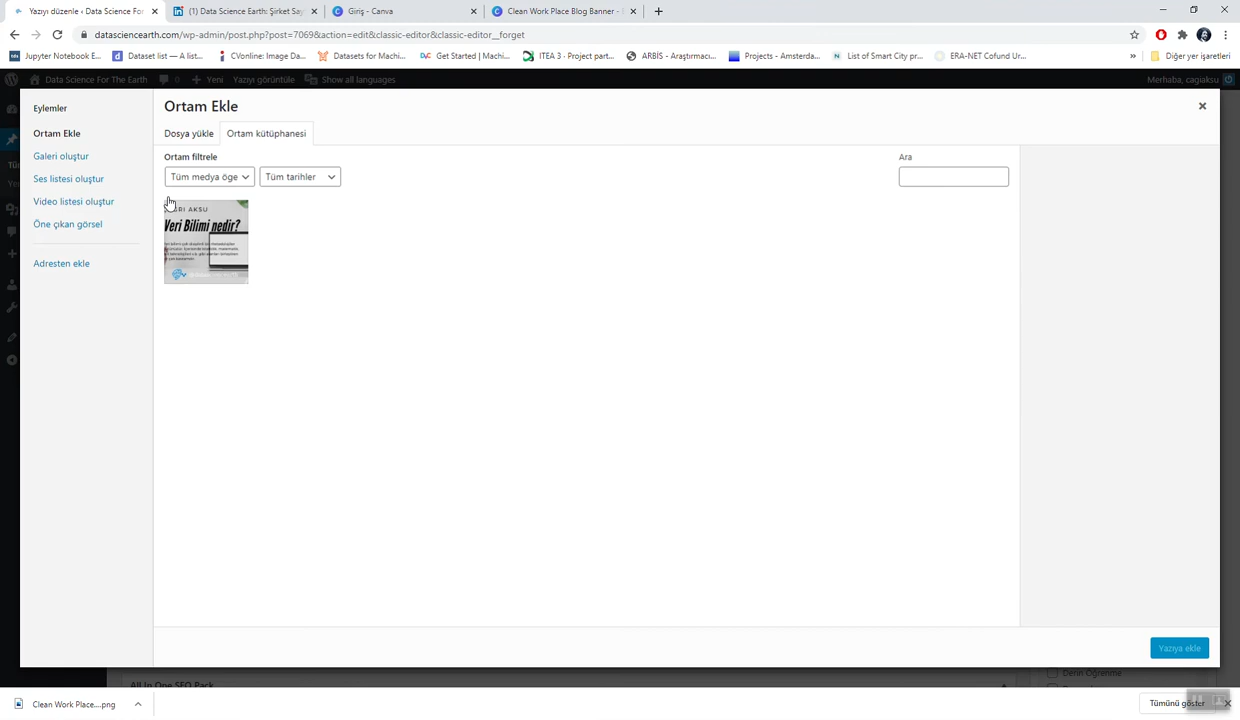 Yazıyı düzenle ‹ Data Science For
(1) Data Science Earth: Şirket Say
Giriş - Canva
Clean Work Place Blog Banner - E
datasciencearth.com/wp-admin/post.php?post=7069&action=edit&classic-editor&classic-editor__forget
Jupyter Notebook E...
Dataset list — A list...
CVonline: Image Da...
Datasets for Machi...
Get Started | Machi...
ITEA 3 · Project part...
ARBİS - Araştırmacı...
Projects - Amsterda...
List of Smart City pr...
ERA-NET Cofund Ur...
Diğer yer işaretleri
Data Science For The Earth
0
Yeni
Yazıyı görüntüle
Show all languages
Merhaba, cagiaksu
Eylemler
Ortam Ekle
Galeri oluştur
Ses listesi oluştur
Video listesi oluştur
Öne çıkan görsel
Adresten ekle
Ortam Ekle
Dosya yükle
Ortam kütüphanesi
Ortam filtrele
Ara
Tüm medya öge
Tüm tarihler
AKSU
Veri Bilimi nedir?
Yazıya ekle
All In One SEO Pack
Derin Öğrenme
Clean Work Place....png
Tümünü göster